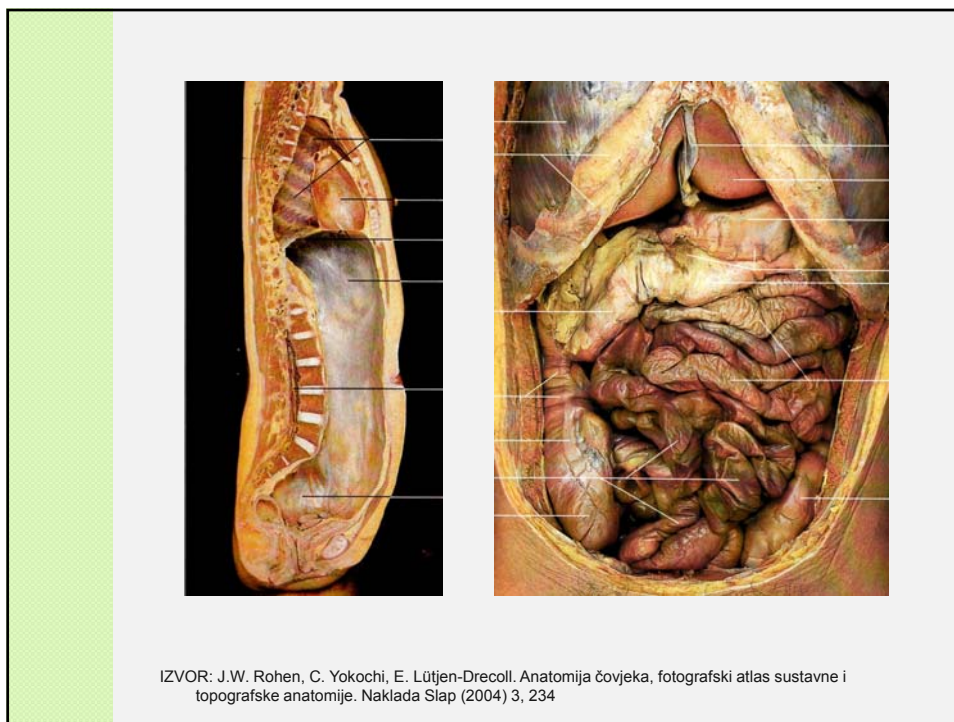 IZVOR: J.W. Rohen, C. Yokochi, E. Lütjen-Drecoll. Anatomija čovjeka, fotografski atlas sustavne i
topografske anatomije. Naklada Slap (2004) 3, 234